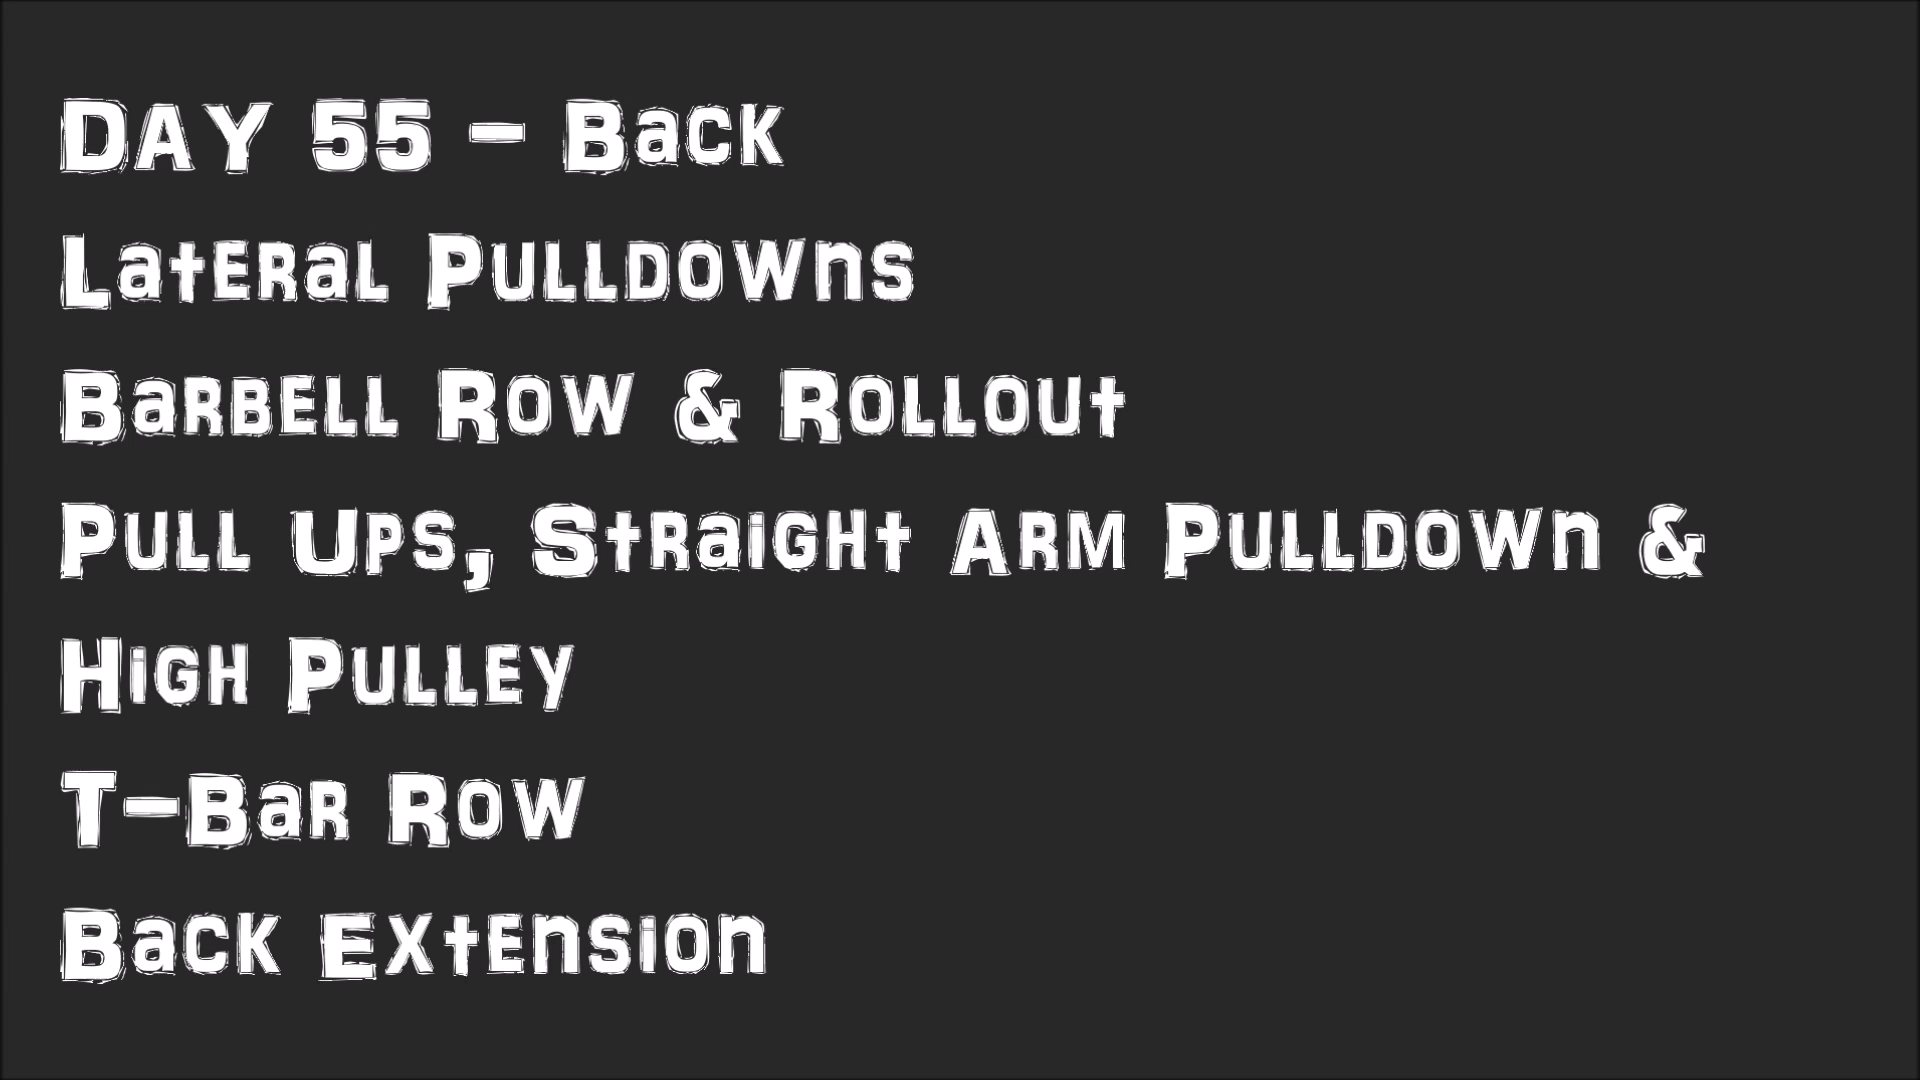 DAY 55 - Back
Lateral Pulldowns
Barbell Row & Rollout
Pull Ups, Straight Arm Pulldown &
High Pulley
T-Bar Row
Back Extension